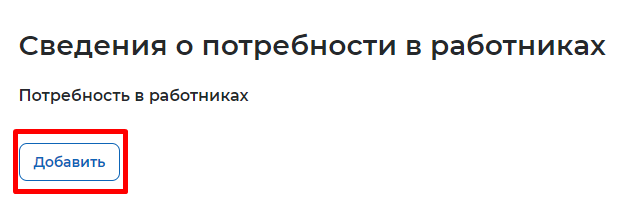 Сведения о потребности в работниках
Потребность в работниках
Добавить